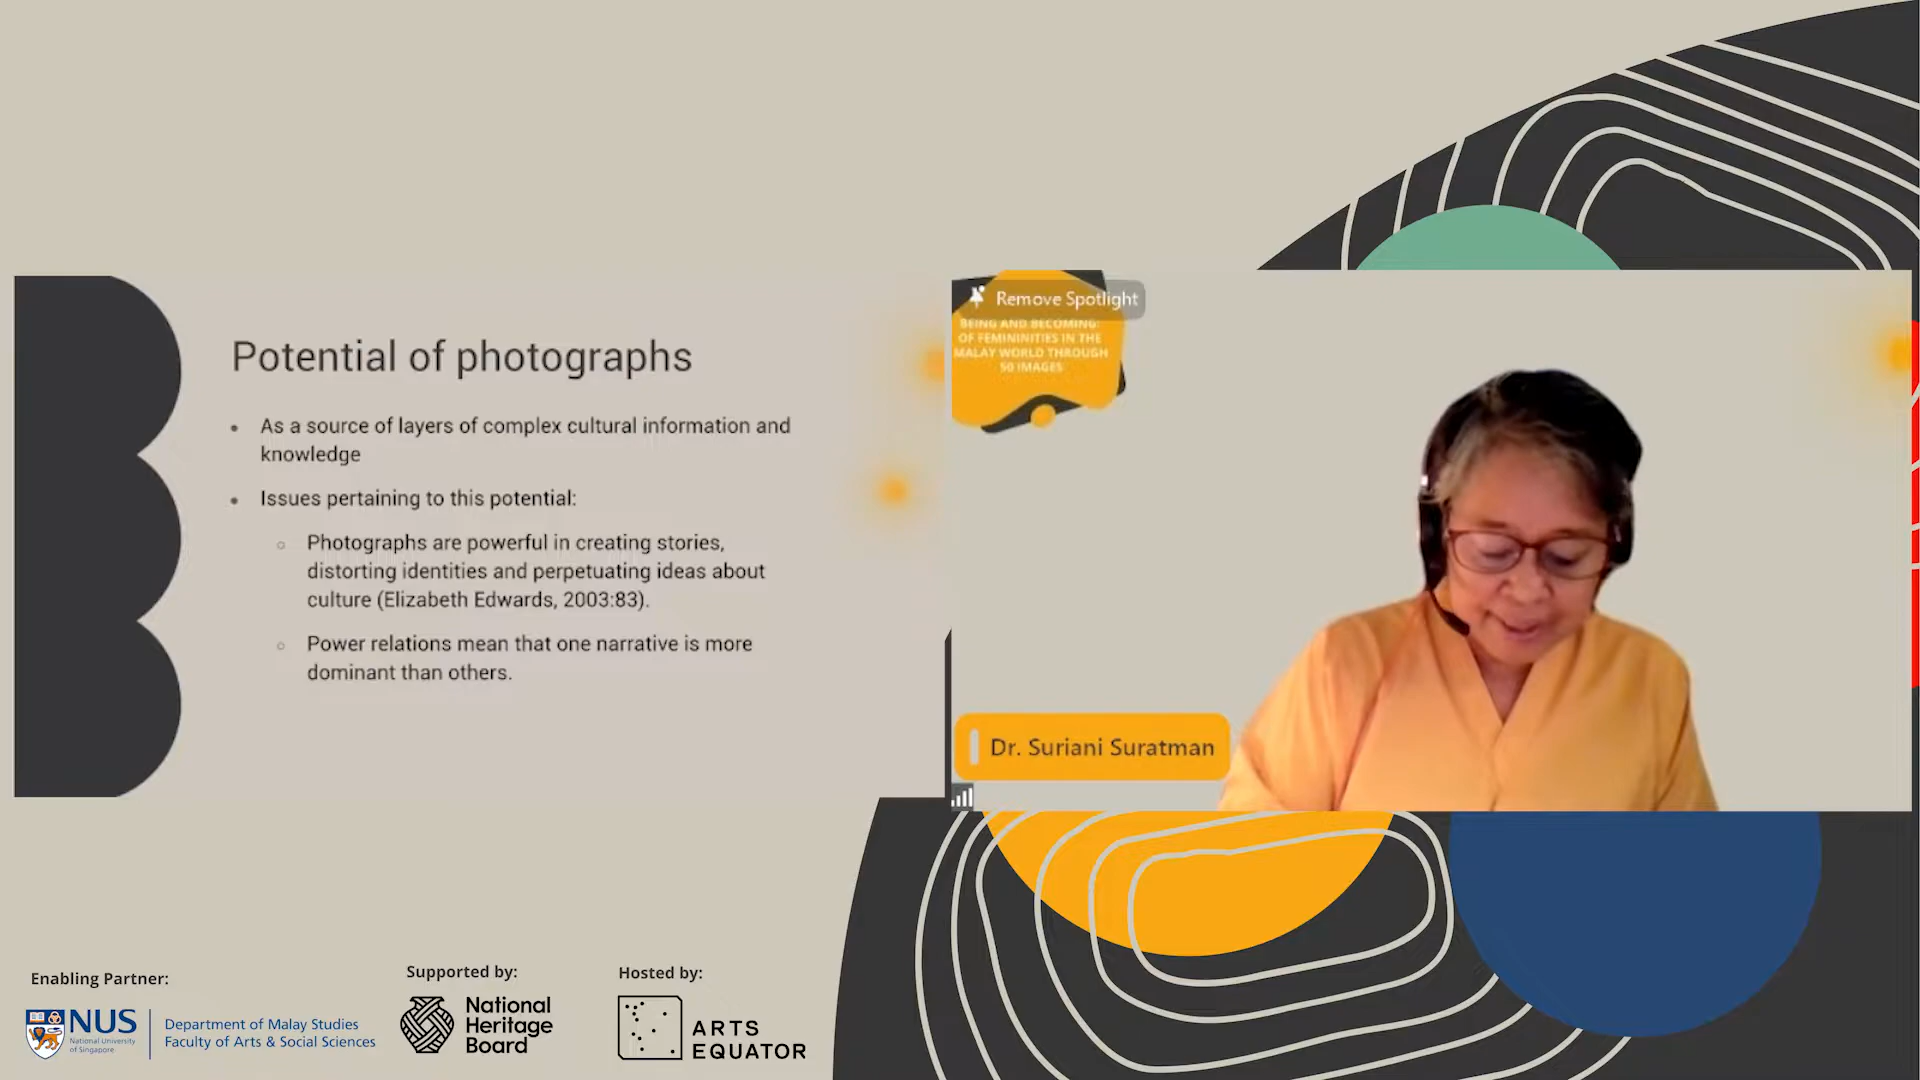 Potential of photographs
• As a source of layers of complex cultural information and
knowledge
• Issues pertaining to this potential:
○ Photographs are powerful in creating stories,
distorting identities and perpetuating ideas about
culture (Elizabeth Edwards, 2003:83).
○ Power relations mean that one narrative is more
dominant than others.
Remove Spotlight
BEING AND BECOMING:
OF FEMININITIES IN THE
MALAY WORLD THROUGH
50 IMAGES
Dr. Suriani Suratman
Enabling Partner:
NUS
National University
of Singapore
Department of Malay Studies
Faculty of Arts & Social Sciences
Supported by:
National
Heritage
Board
Hosted by:
ARTS
EQUATOR